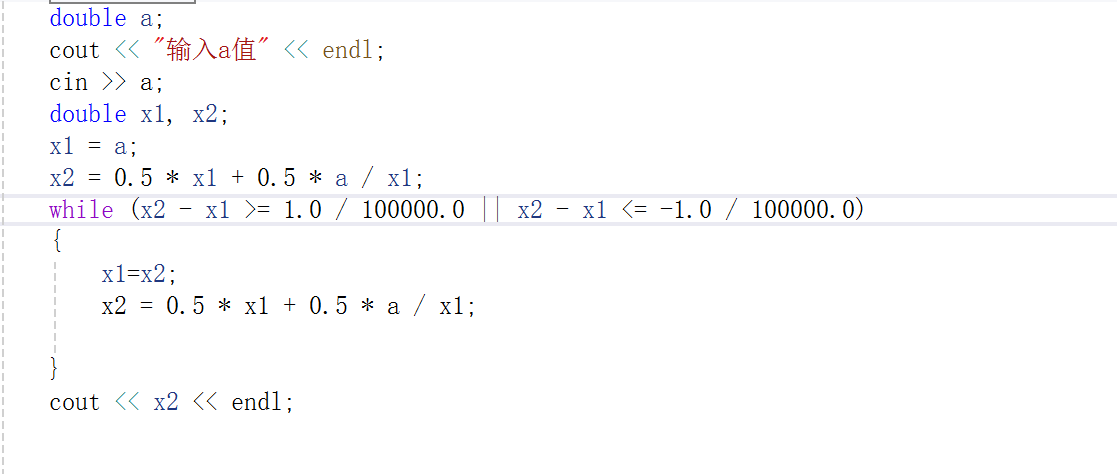 double a;
cout << "输入a值" << endl;
cin >> a;
double x1, x2;
x1 = a;
x2 = 0.5 * x1 + 0.5 * a / x1;
while (x2 - x1 >= 1.0 / 100000.0 || x2 - x1 <= -1.0 / 100000.0)
{
x1=x2;
x2 = 0.5 * x1 + 0.5 * a / x1;
}
cout << x2 << endl;